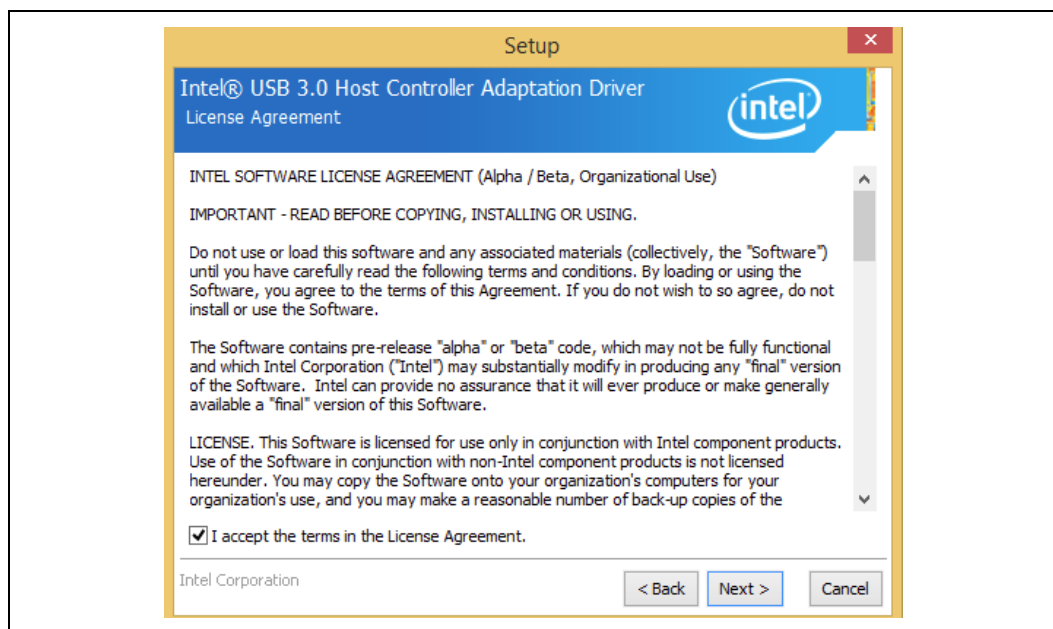 Setup
Intel® USB 3.0 Host Controller Adaptation Driver
License Agreement
intel
INTEL SOFTWARE LICENSE AGREEMENT (Alpha / Beta, Organizational Use)
IMPORTANT - READ BEFORE COPYING, INSTALLING OR USING.
Do not use or load this software and any associated materials (collectively, the "Software")
until you have carefully read the following terms and conditions. By loading or using the
Software, you agree to the terms of this Agreement. If you do not wish to so agree, do not
install or use the Software.
The Software contains pre-release "alpha" or "beta" code, which may not be fully functional
and which Intel Corporation ("Intel") may substantially modify in producing any "final" version
of the Software.  Intel can provide no assurance that it will ever produce or make generally
available a "final" version of this Software.
LICENSE. This Software is licensed for use only in conjunction with Intel component products.
Use of the Software in conjunction with non-Intel component products is not licensed
hereunder. You may copy the Software onto your organization's computers for your
organization's use, and you may make a reasonable number of back-up copies of the
I accept the terms in the License Agreement.
Intel Corporation
< Back
Next >
Cancel